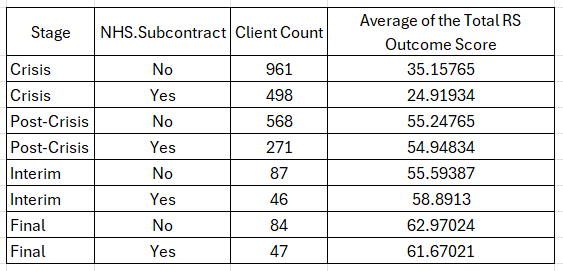 Stage NHS.Subcontract Client Count Average of the Total RS
Outcome Score
Crisis No 961 35.15765
Crisis Yes 498 24.91934
Post-Crisis No 568 55.24765
Post-Crisis Yes 271 54.94834
Interim No 87 55.59387
Interim Yes 46 58.8913
Final No 84 62.97024
Final Yes 47 61.67021